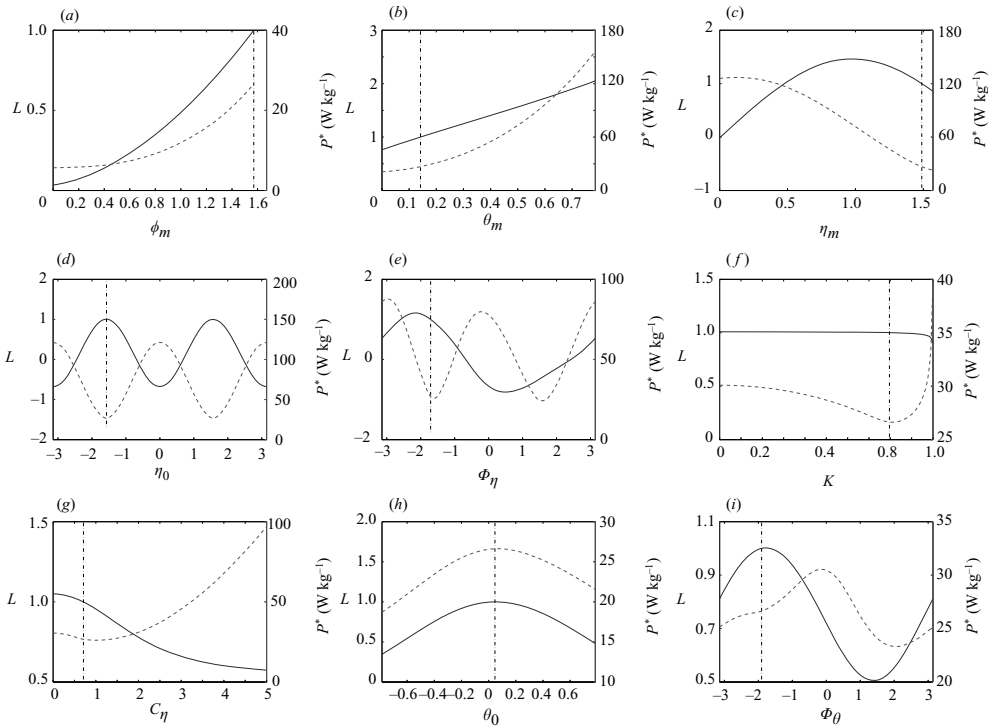 (a)
1.0
0.5
L
40
20
0
P* (W kg⁻¹)
0 0.2 0.4 0.6 0.8 1.0 1.2 1.4 1.6
ϕm
(b)
3
2
1
0
L
180
120
60
0
P* (W kg⁻¹)
0 0.1 0.2 0.3 0.4 0.5 0.6 0.7
θm
(c)
2
1
0
−1
L
180
120
60
0
P* (W kg⁻¹)
0 0.5 1.0 1.5
ηm
(d)
2
1
0
−1
−2
L
200
150
100
50
0
P* (W kg⁻¹)
−3 −2 −1 0 1 2 3
η0
(e)
2
1
0
−1
−2
L
100
50
0
P* (W kg⁻¹)
−3 −2 −1 0 1 2 3
Φη
(f)
1.5
1.0
0.5
0
L
40
35
30
25
P* (W kg⁻¹)
0 0.2 0.4 0.6 0.8 1.0
K
(g)
1.5
1.0
0.5
L
100
50
0
P* (W kg⁻¹)
0 1 2 3 4 5
Cη
(h)
2.0
1.5
1.0
0.5
0
L
30
25
20
15
10
P* (W kg⁻¹)
−0.6 −0.4 −0.2 0 0.2 0.4 0.6
θ0
(i)
1.1
0.9
0.7
0.5
L
35
30
25
20
P* (W kg⁻¹)
−3 −2 −1 0 1 2 3
Φθ